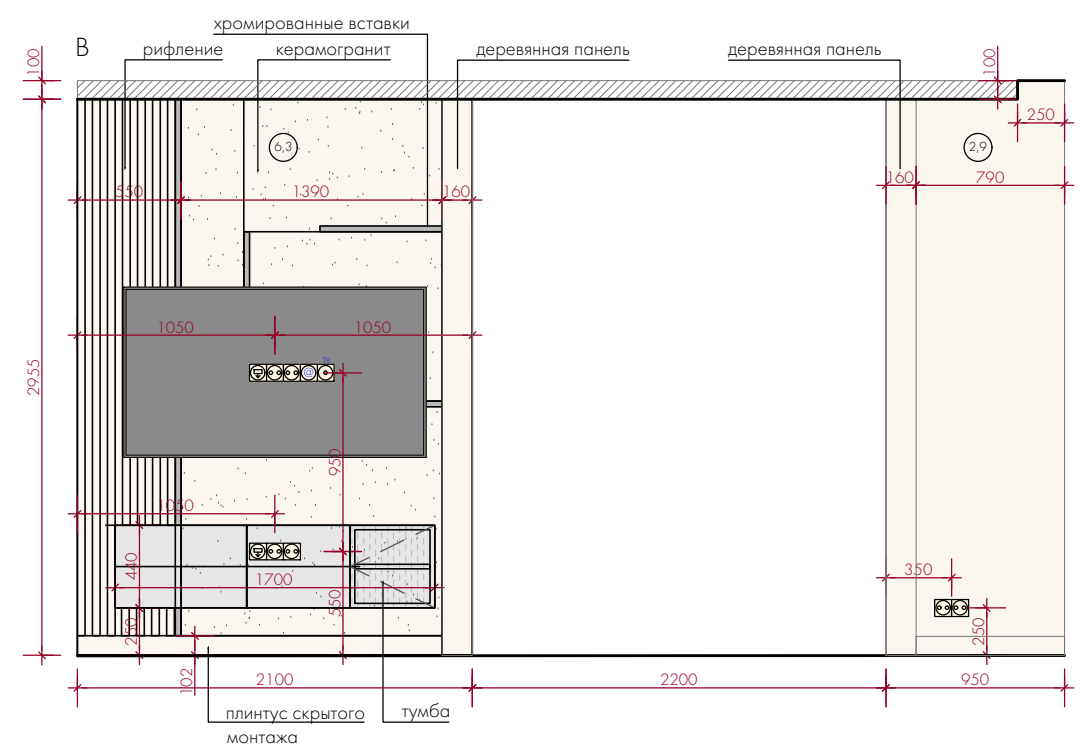 хромированные вставки
В
рифление
керамогранит
деревянная панель
деревянная панель
100
100
250
6,3
2,9
550
1390
160
160
790
2955
1050
1050
TV
@
950
1050
440
1700
550
350
250
250
102
2100
2200
950
плинтус скрытого
монтажа
тумба